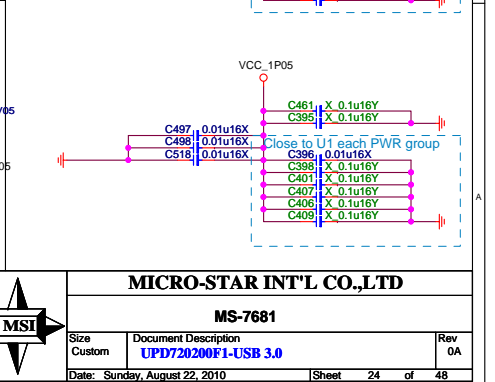 VCC_1P05
V05
05
C461 X_0.1u16Y
C395 X_0.1u16Y
C497 0.01u16X
C498 0.01u16X
C518 0.01u16X
Close to U1 each PWR group
C396 0.01u16X
C398 X_0.1u16Y
C401 X_0.1u16Y
C407 X_0.1u16Y
C406 X_0.1u16Y
C409 X_0.1u16Y
A
MICRO-STAR INT'L CO.,LTD
MSI
MS-7681
Size Document Description Rev
Custom UPD720200F1-USB 3.0 0A
Date: Sunday, August 22, 2010 Sheet 24 of 48